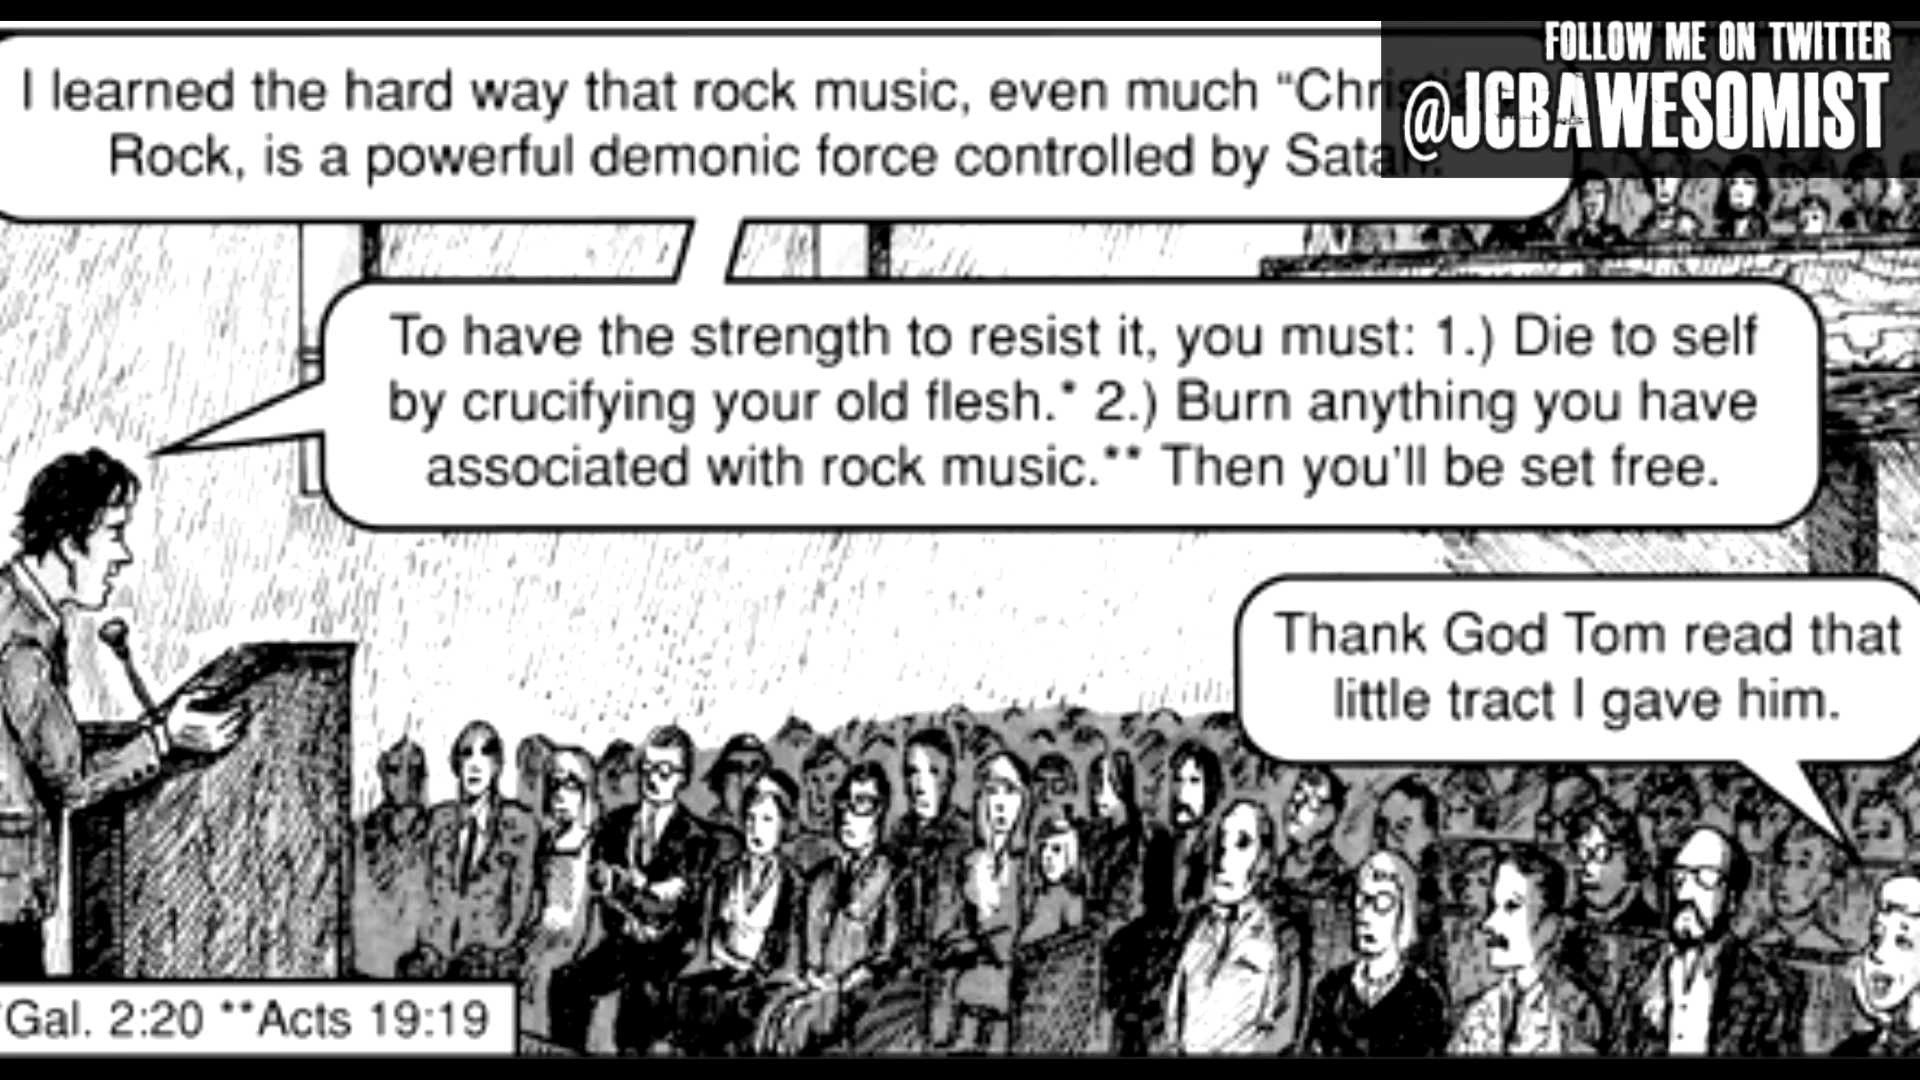 FOLLOW ME ON TWITTER
@JCBAWESOMIST
I learned the hard way that rock music, even much “Christian”
Rock, is a powerful demonic force controlled by Satan.
To have the strength to resist it, you must: 1.) Die to self
by crucifying your old flesh.* 2.) Burn anything you have
associated with rock music.** Then you'll be set free.
Thank God Tom read that
little tract I gave him.
*Gal. 2:20 **Acts 19:19